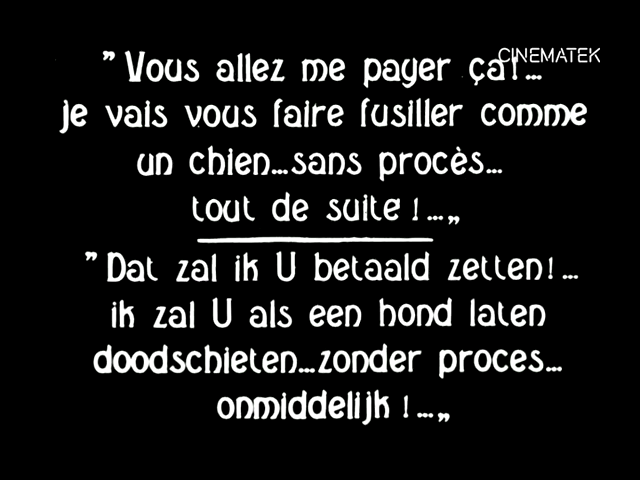 CINEMATEK
"Vous allez me payer ça!...
je vais vous faire fusiller comme
un chien...sans procès...
tout de suite !...„
"Dat zal ik U betaald zetten!...
ik zal U als een hond laten
doodschieten...zonder proces...
onmiddelijk !...„